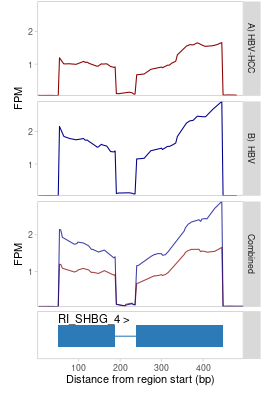 A) HBV-HCC
2
1
FPM
B) HBV
2
1
Combined
2
1
FPM
RI_SHBG_4 >
100 200 300 400
Distance from region start (bp)